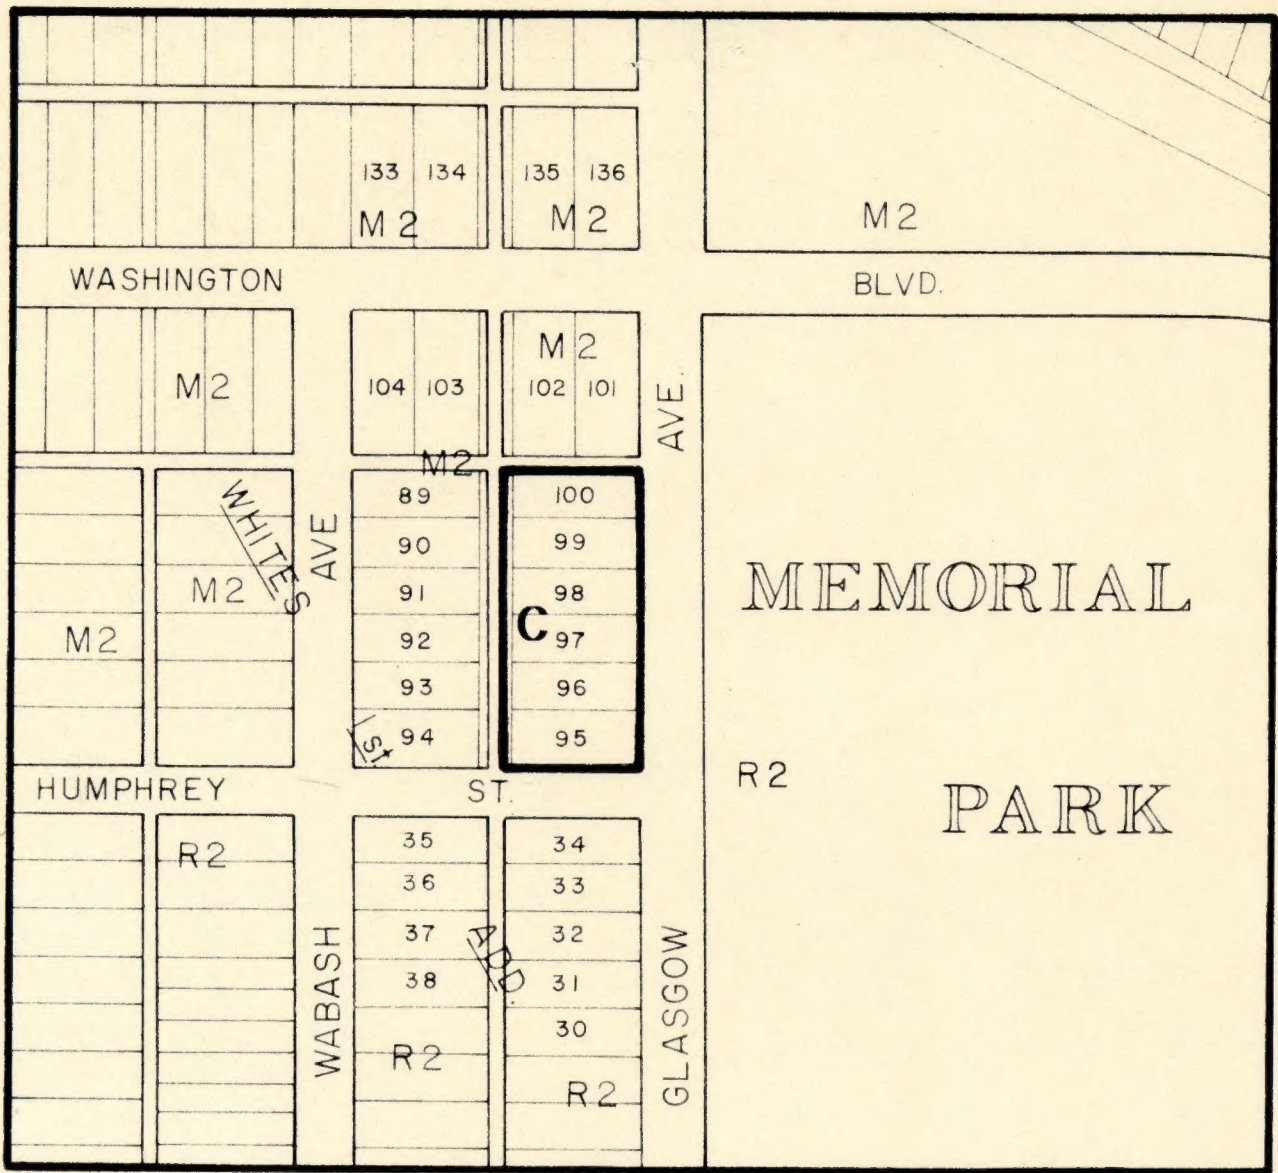 133 134 135 136
M2 M2 M2
WASHINGTON BLVD.
M2
M2 104 103 102 101
AVE.
M2
89 100
WHITES
AVE
90 99
M2 91 98
C
M2 92 97
MEMORIAL
93 96
1st. 94 95
HUMPHREY ST. R2
PARK
R2 35 34
36 33
37 32
ADD.
38 31
WABASH
GLASGOW
30
R2
R2